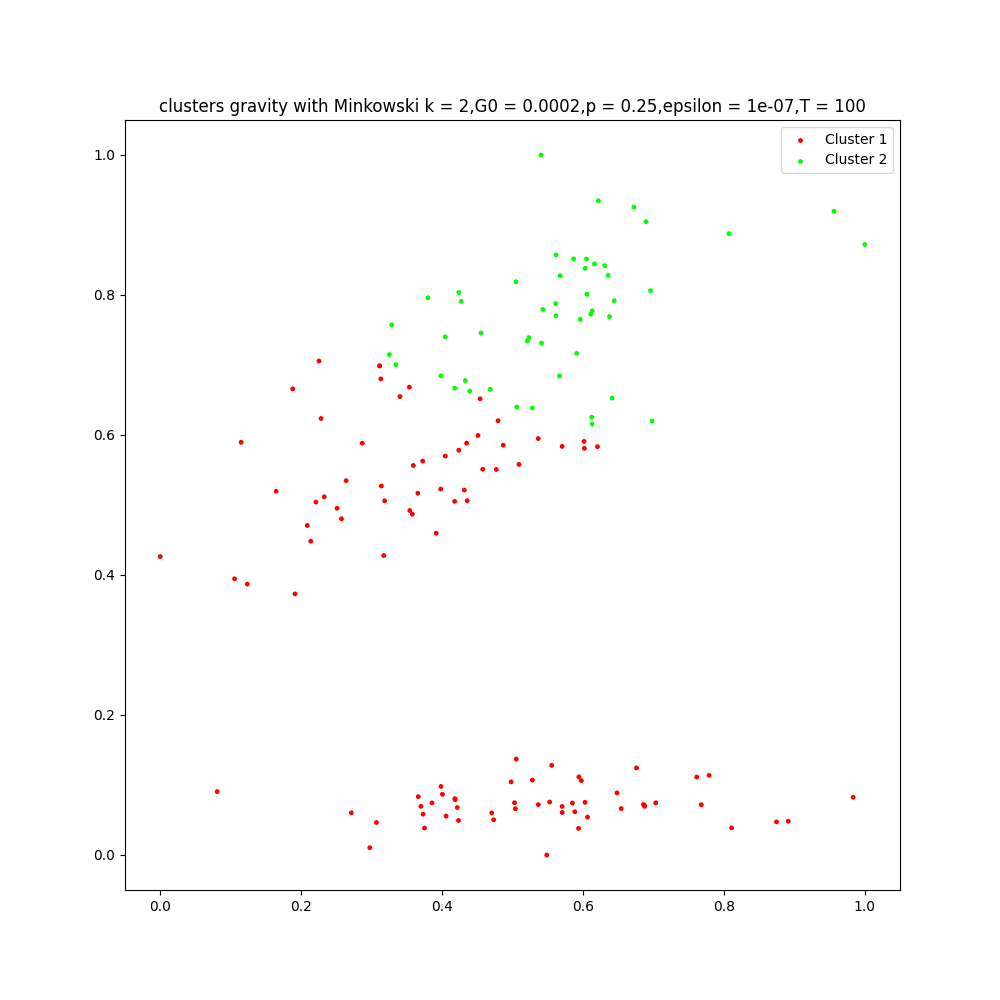 clusters gravity with Minkowski k = 2,G0 = 0.0002,p = 0.25,epsilon = 1e-07,T = 100
Cluster 1
Cluster 2
1.0
0.8
0.6
0.4
0.2
0.0
0.0 0.2 0.4 0.6 0.8 1.0